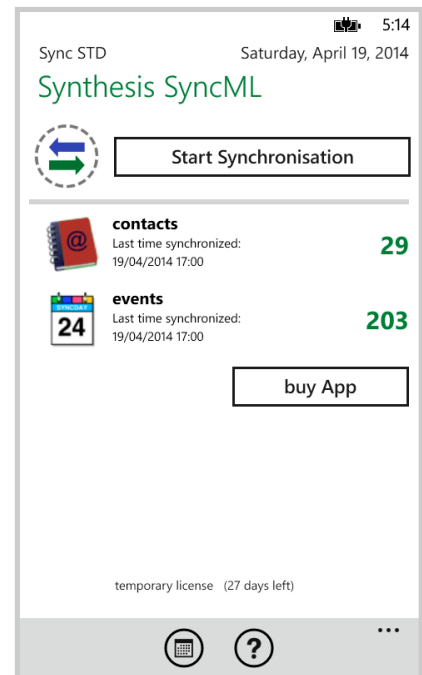 5:14
Sync STD Saturday, April 19, 2014
Synthesis SyncML
Start Synchronisation
contacts
Last time synchronized:
19/04/2014 17:00
29
@
events
Last time synchronized:
19/04/2014 17:00
203
SYNCDAY
24
buy App
temporary license (27 days left)
...
?